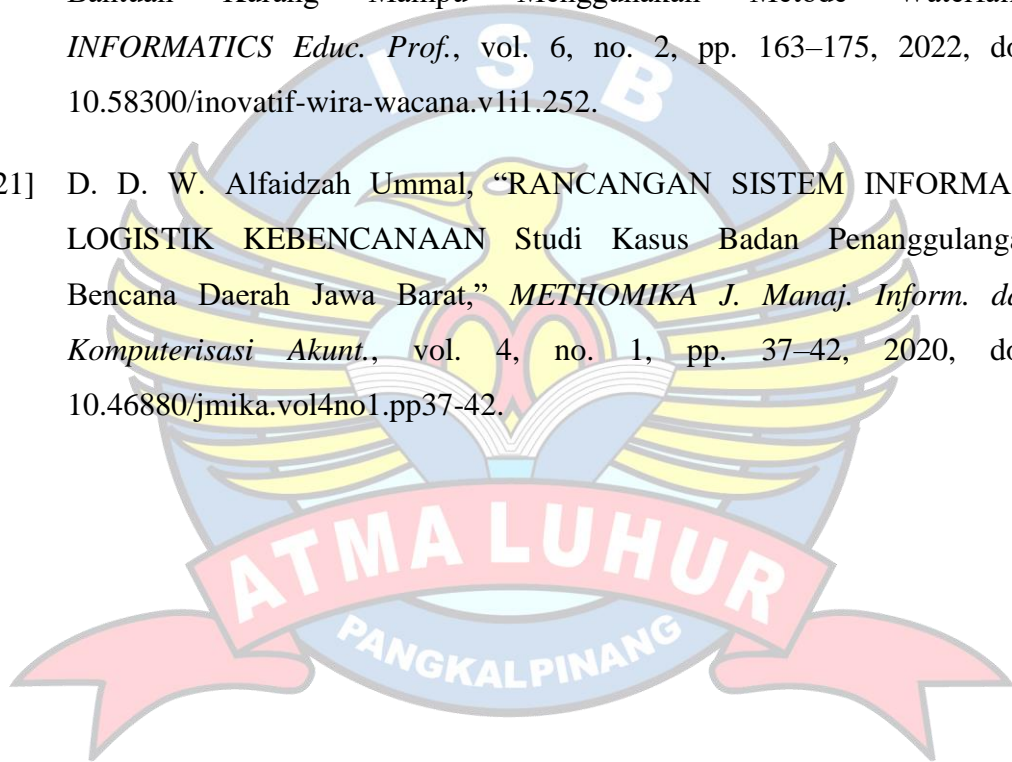 Bantuan Kurang Mampu Menggunakan Metode
INFORMATICS Educ. Prof., vol. 6, no. 2, pp. 163–175, 2022, do
10.58300/inovatif-wira-wacana.v1i1.252.
21] D. D. W. Alfaidzah Ummal, “RANCANGAN SISTEM INFORMA
LOGISTIK KEBENCANAAN Studi Kasus Badan Penanggulanga
Bencana Daerah Jawa Barat,” METHOMIKA J. Manaj. Inform. da
Komputerisasi Akunt., vol. 4, no. 1, pp. 37–42, 2020, do
10.46880/jmika.vol4no1.pp37-42.
I S B
ATMA LUHUR
PANGKALPINANG